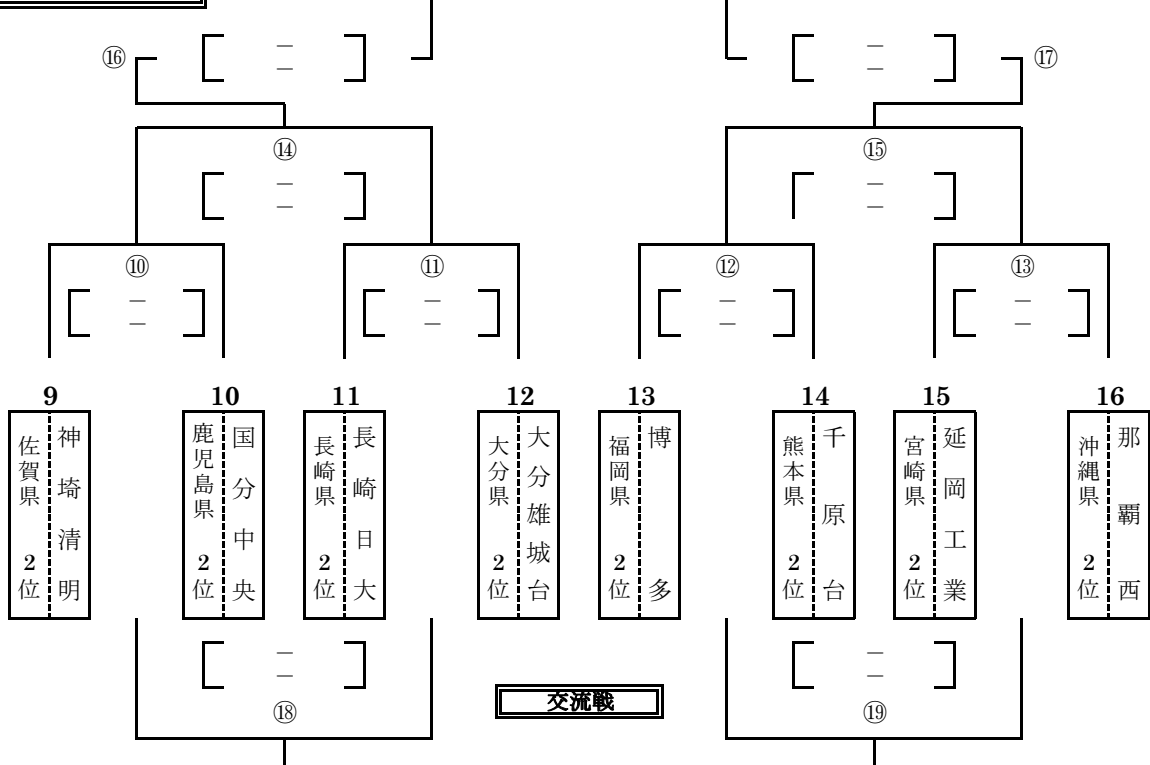 ⑯
－
－
－
－
⑰
⑭
－
－
⑮
－
－
⑩
－
－
⑪
－
－
⑫
－
－
⑬
－
－
9
10
11
12
13
14
15
16
神埼清明
佐賀県 2位
国分中央
鹿児島県 2位
長崎日大
長崎県 2位
大分雄城台
大分県 2位
博多
福岡県 2位
千原台
熊本県 2位
延岡工業
宮崎県 2位
那覇西
沖縄県 2位
－
－
⑱
交流戦
－
－
⑲